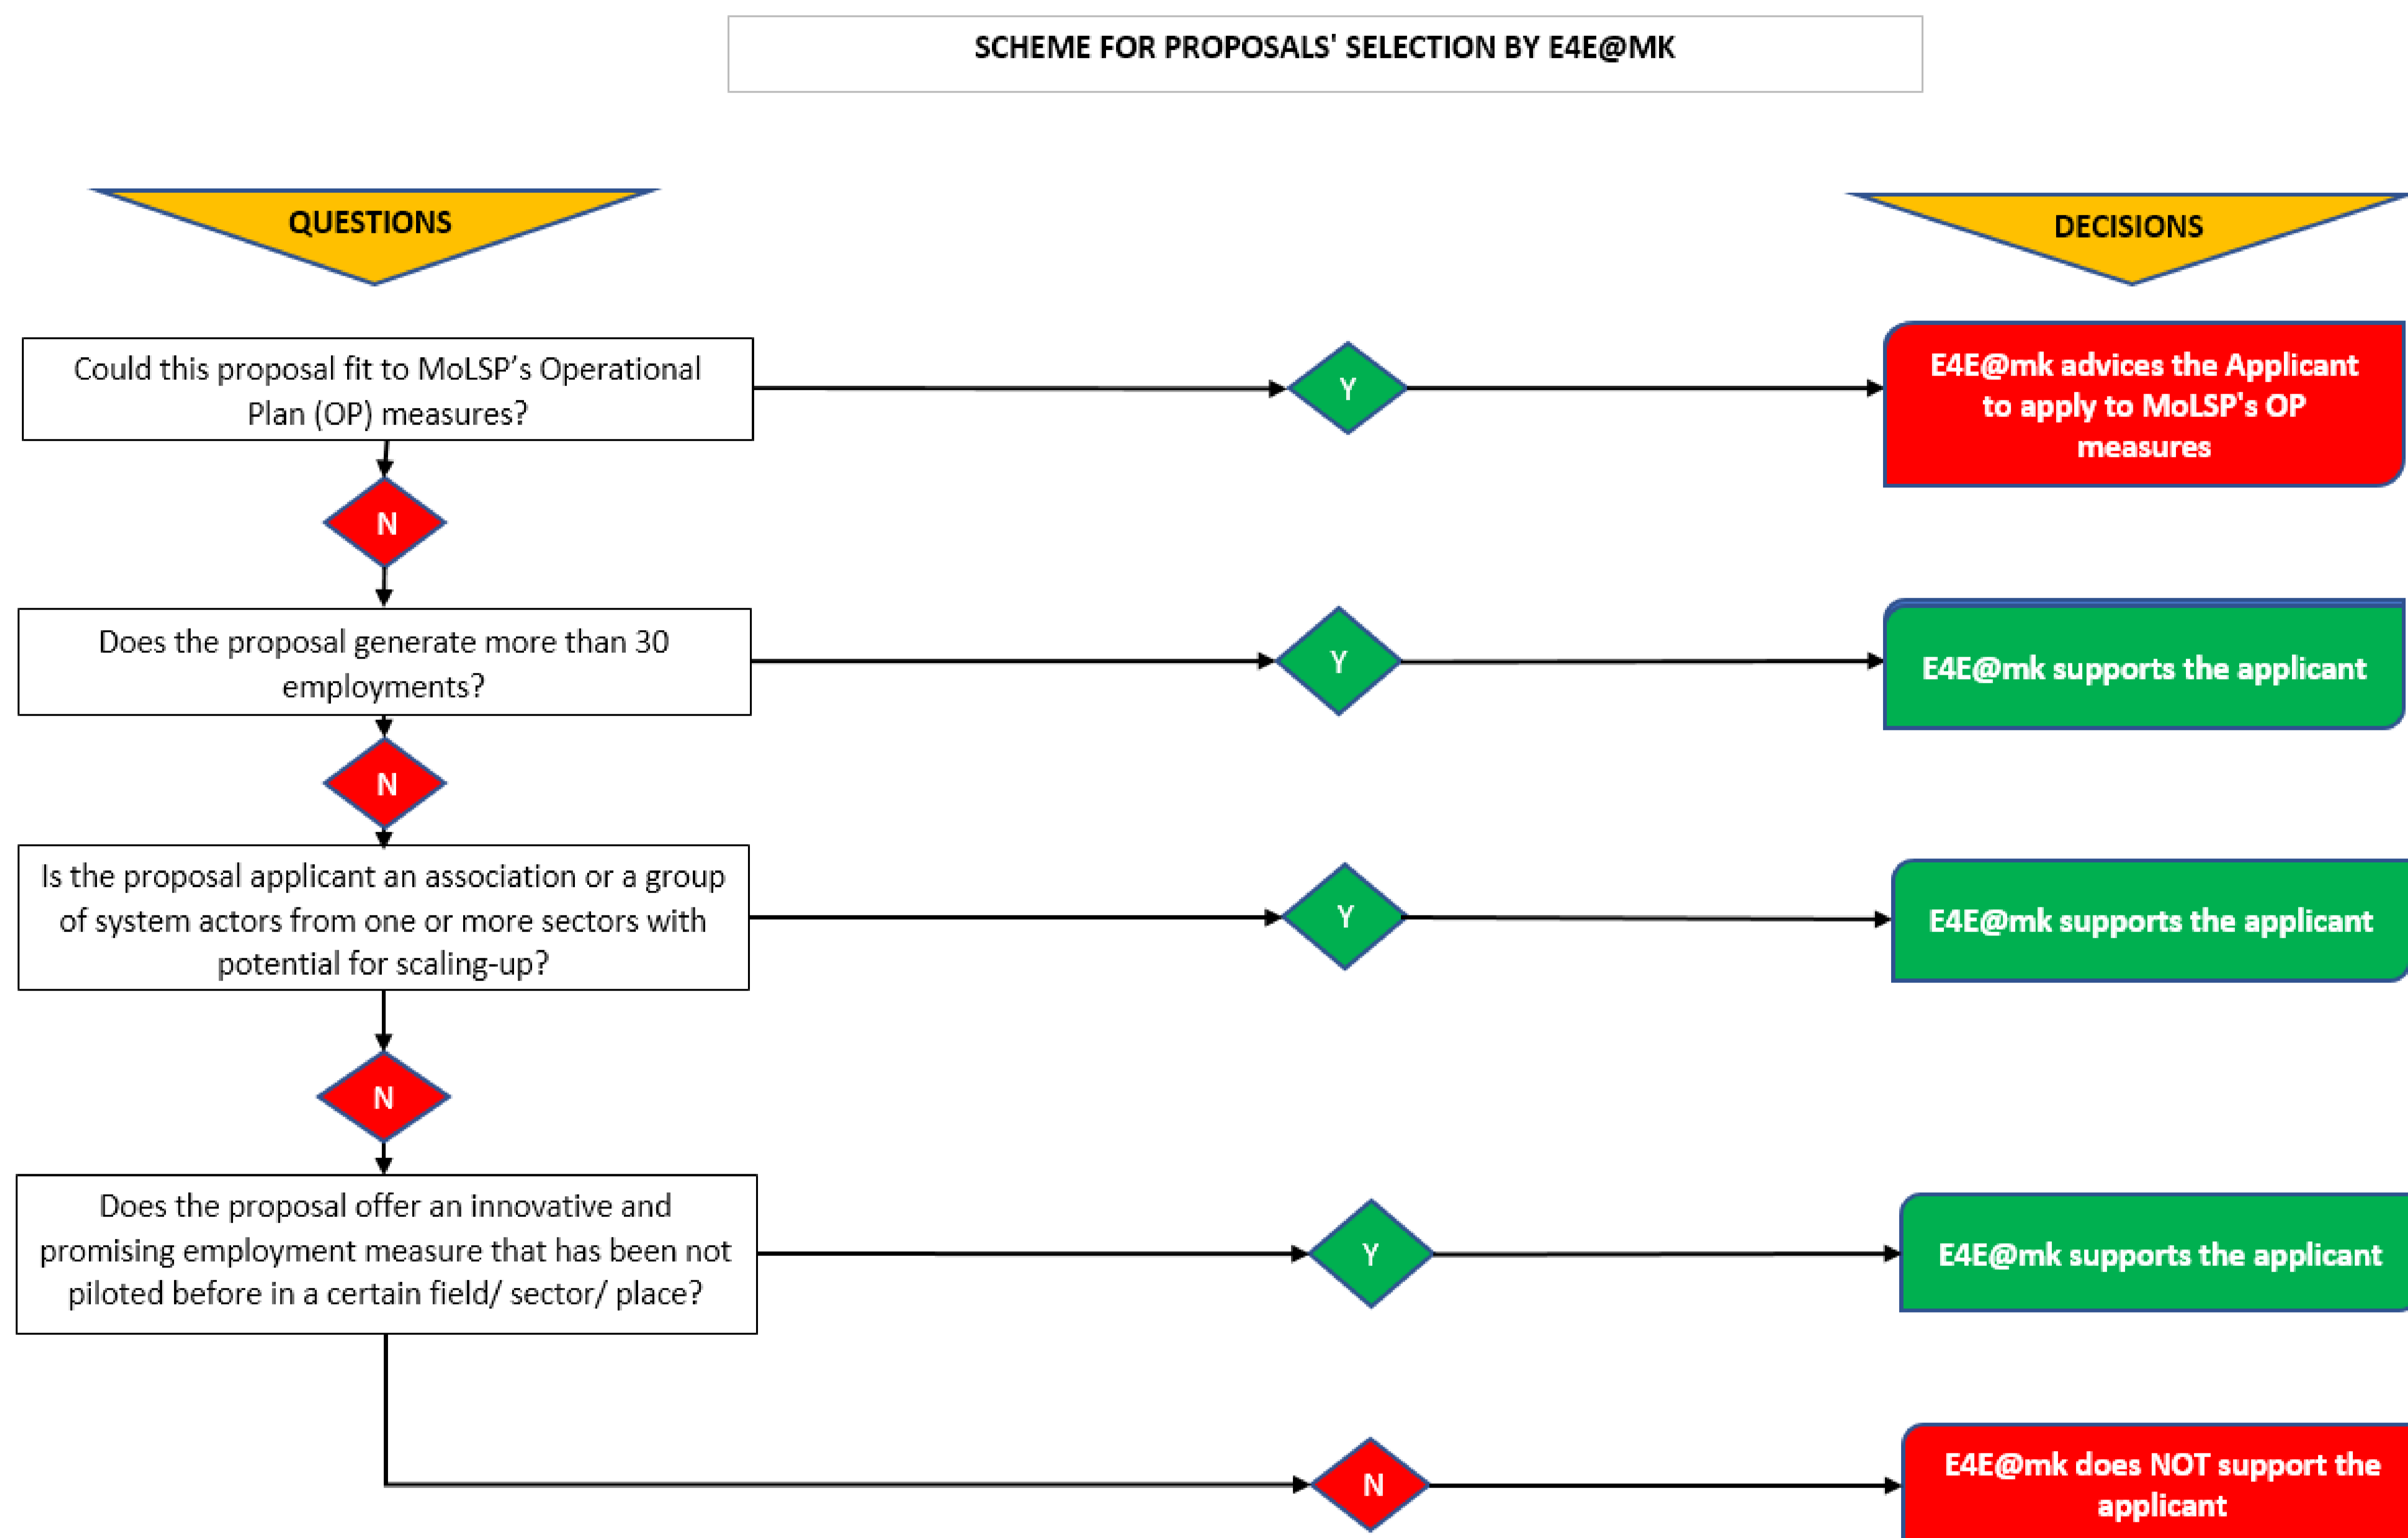 SCHEME FOR PROPOSALS' SELECTION BY E4E@MK
QUESTIONS
DECISIONS
Could this proposal fit to MoLSP’s Operational
Plan (OP) measures?
Y
E4E@mk advices the Applicant
to apply to MoLSP's OP
measures
N
Does the proposal generate more than 30
employments?
Y
E4E@mk supports the applicant
N
Is the proposal applicant an association or a group
of system actors from one or more sectors with
potential for scaling-up?
Y
E4E@mk supports the applicant
N
Does the proposal offer an innovative and
promising employment measure that has been not
piloted before in a certain field/ sector/ place?
Y
E4E@mk supports the applicant
N
E4E@mk does NOT support the
applicant